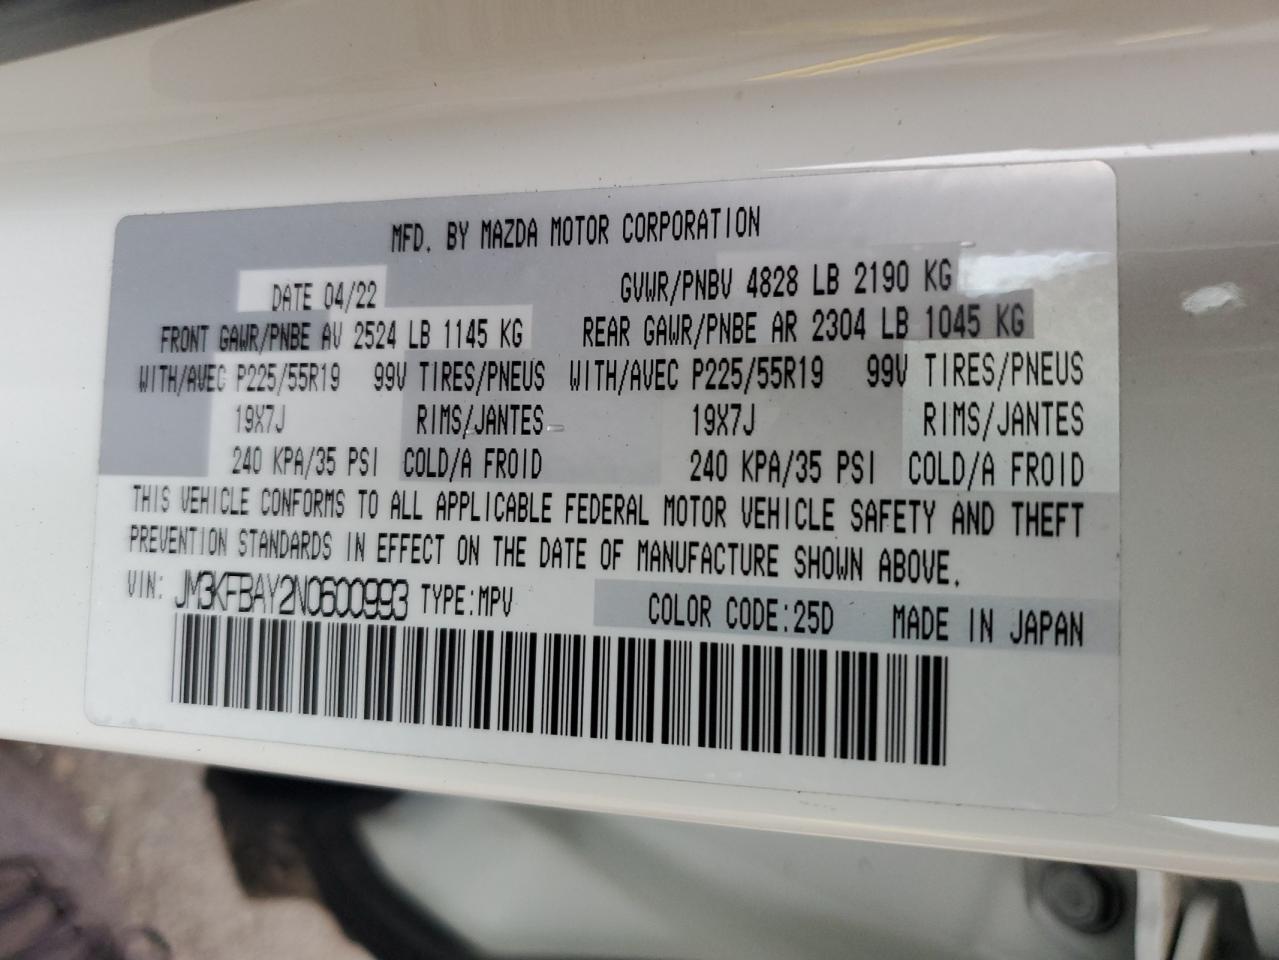 MFD. BY MAZDA MOTOR CORPORATION
DATE 04/22 GVWR/PNBV 4828 LB 2190 KG
FRONT GAWR/PNBE AV 2524 LB 1145 KG REAR GAWR/PNBE AR 2304 LB 1045 KG
WITH/AVEC P225/55R19 99V TIRES/PNEUS WITH/AVEC P225/55R19 99V TIRES/PNEUS
19X7J RIMS/JANTES 19X7J RIMS/JANTES
240 KPA/35 PSI COLD/A FROID 240 KPA/35 PSI COLD/A FROID
THIS VEHICLE CONFORMS TO ALL APPLICABLE FEDERAL MOTOR VEHICLE SAFETY AND THEFT
PREVENTION STANDARDS IN EFFECT ON THE DATE OF MANUFACTURE SHOWN ABOVE.
VIN: JM3KFBAY2N0600993 TYPE:MPV COLOR CODE:25D MADE IN JAPAN